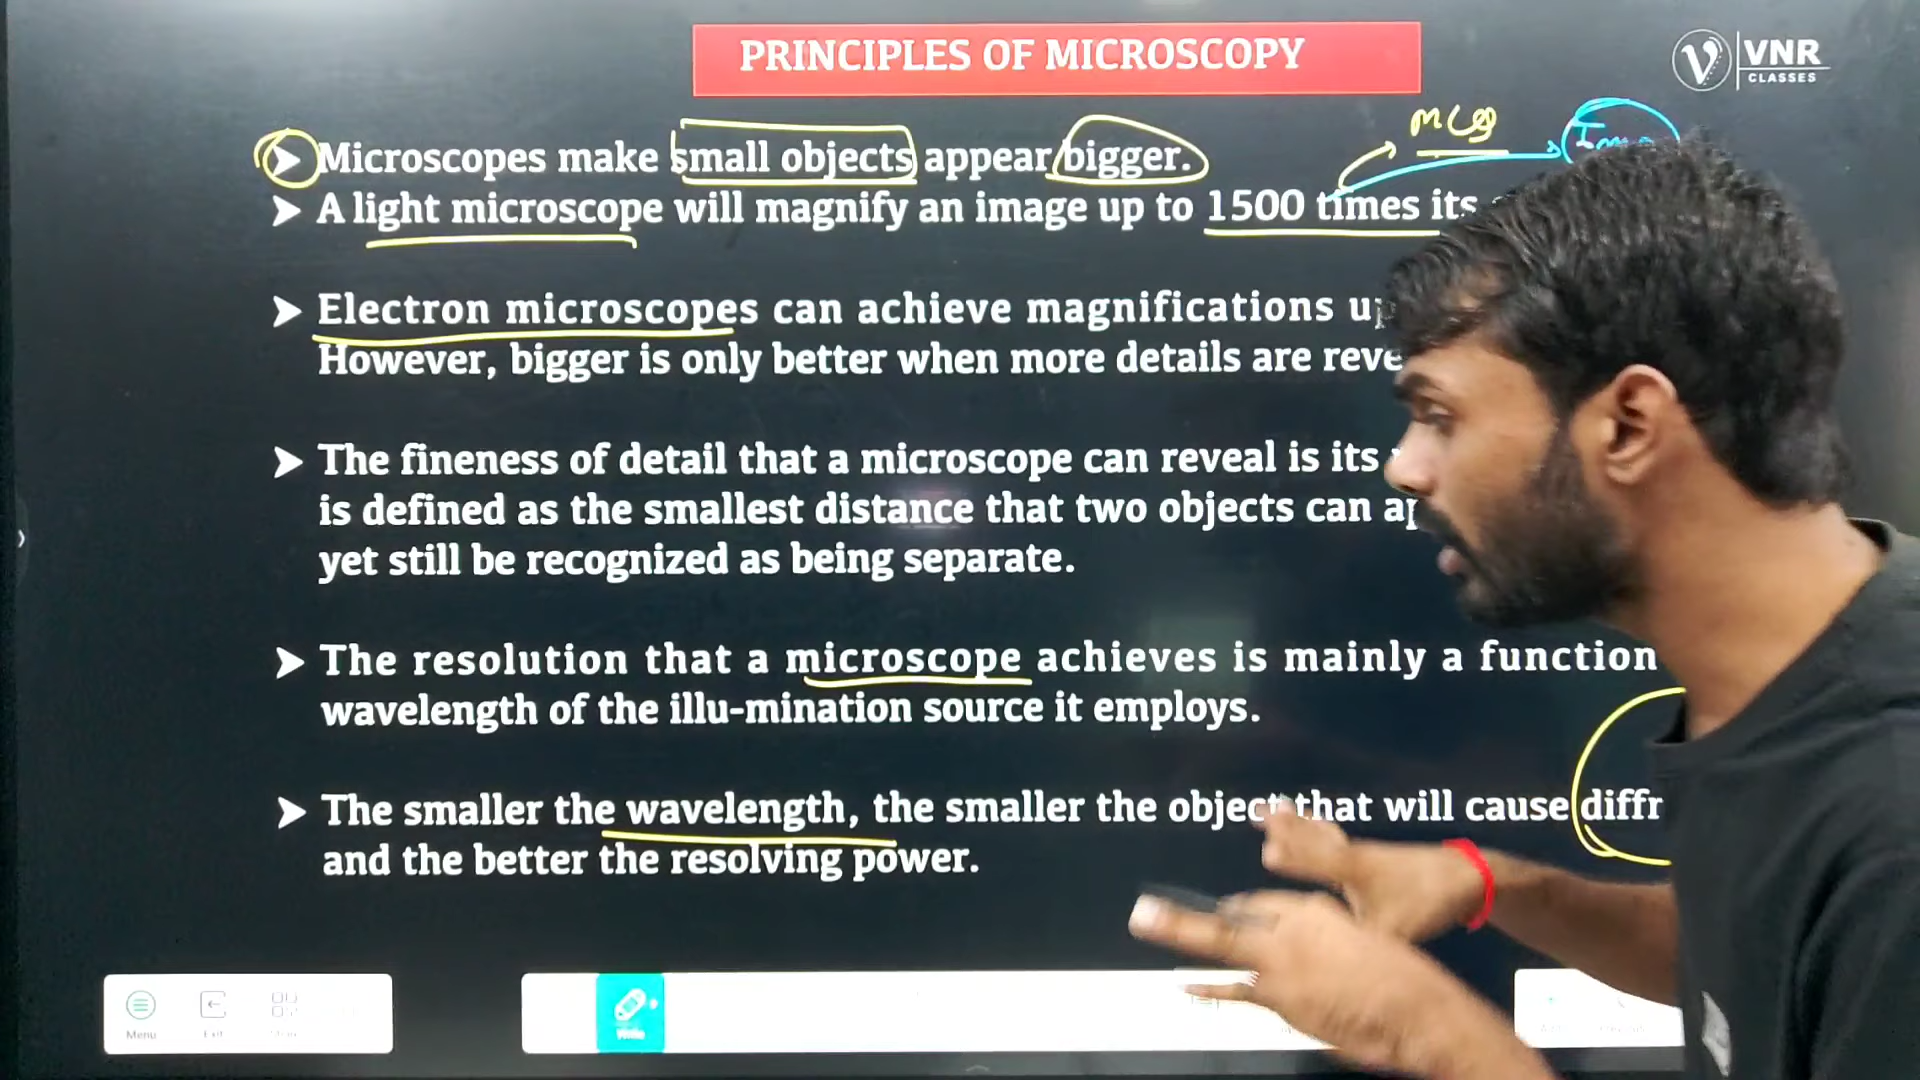 PRINCIPLES OF MICROSCOPY
VNR
CLASSES
MCQ
➤ Microscopes make small objects appear bigger.
➤ A light microscope will magnify an image up to 1500 times its
➤ Electron microscopes can achieve magnifications
However, bigger is only better when more details are
➤ The fineness of detail that a microscope can reveal is its
is defined as the smallest distance that two objects can
yet still be recognized as being separate.
➤ The resolution that a microscope achieves is mainly a function
wavelength of the illu-mination source it employs.
➤ The smaller the wavelength, the smaller the object that will cause diffr
and the better the resolving power.
Menu
Exit
Write